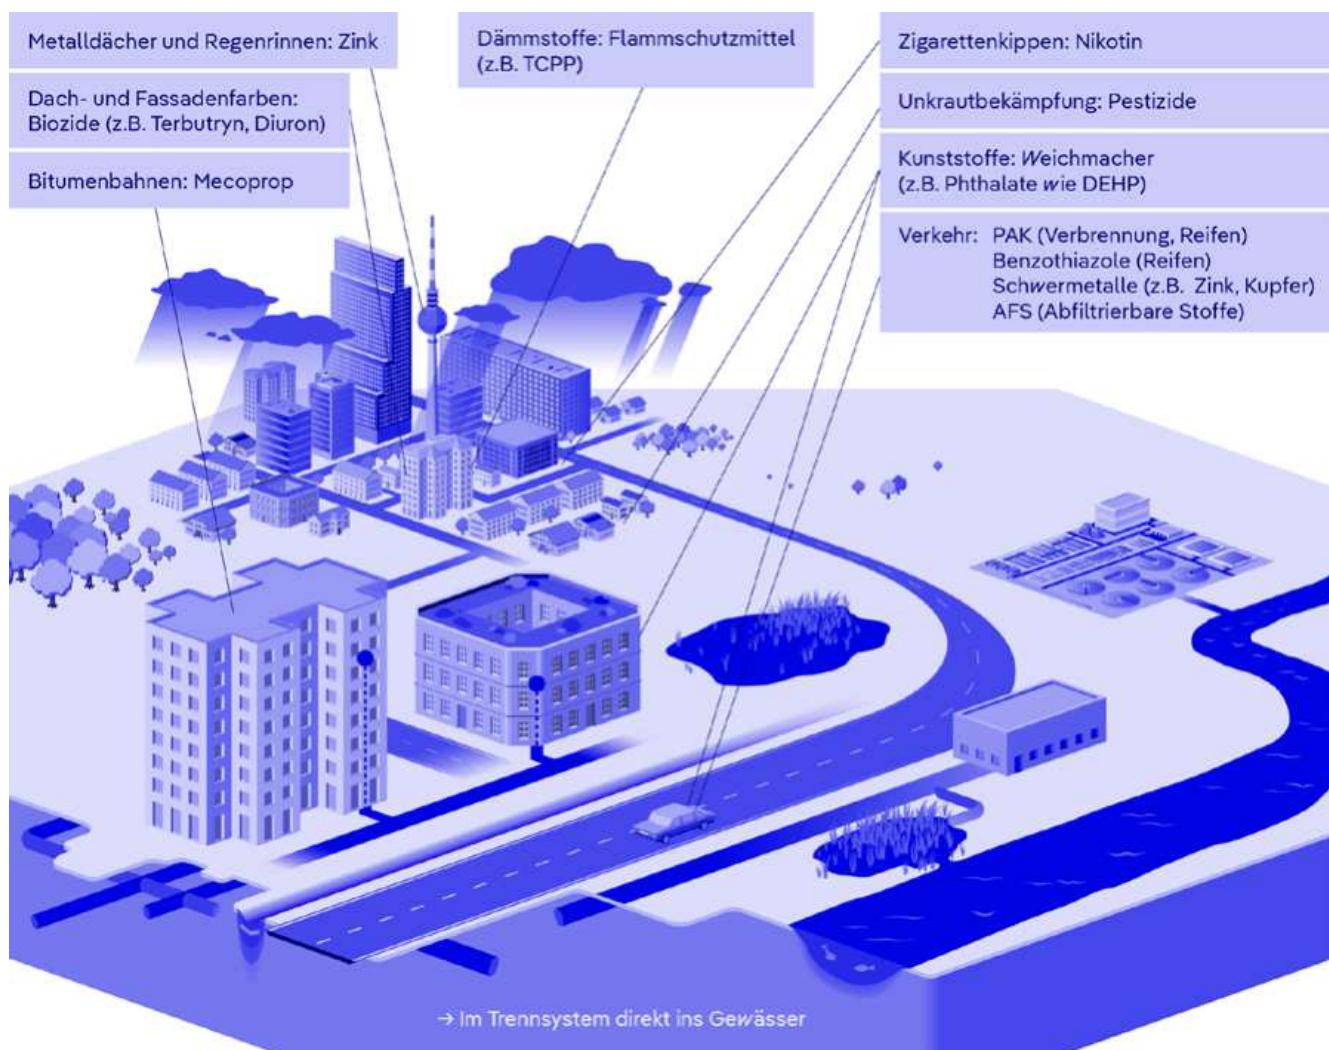 Metalldächer und Regenrinnen: Zink
Dach- und Fassadenfarben:
Biozide (z.B. Terbutryn, Diuron)
Bitumenbahnen: Mecoprop
Dämmstoffe: Flammschutzmittel
(z.B. TCPP)
Zigarettenkippen: Nikotin
Unkrautbekämpfung: Pestizide
Kunststoffe: Weichmacher
(z.B. Phthalate wie DEHP)
Verkehr: PAK (Verbrennung, Reifen)
Benzothiazole (Reifen)
Schwermetalle (z.B. Zink, Kupfer)
AFS (Abfiltrierbare Stoffe)
→ Im Trennsystem direkt ins Gewässer